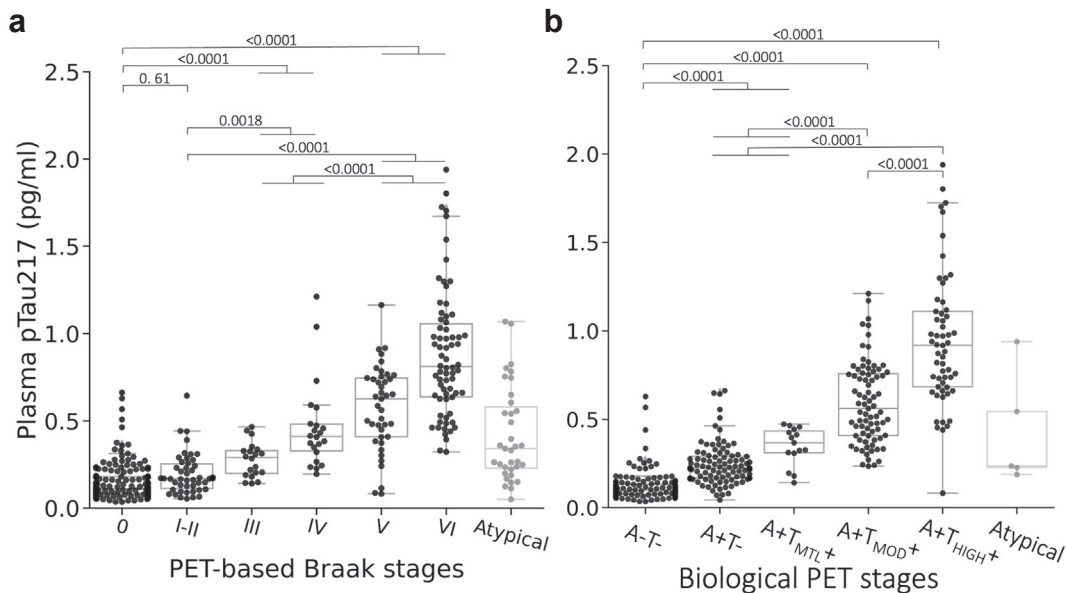 a
<0.0001
<0.0001
0. 61
0.0018
<0.0001
<0.0001
Plasma pTau217 (pg/ml)
2.5
2.0
1.5
1.0
0.5
0.0
0
I-II
III
IV
V
VI
Atypical
PET-based Braak stages
b
<0.0001
<0.0001
<0.0001
<0.0001
<0.0001
<0.0001
2.5
2.0
1.5
1.0
0.5
0.0
A-T-
A+T-
A+TMTL+
A+TMOD+
A+THIGH+
Atypical
Biological PET stages